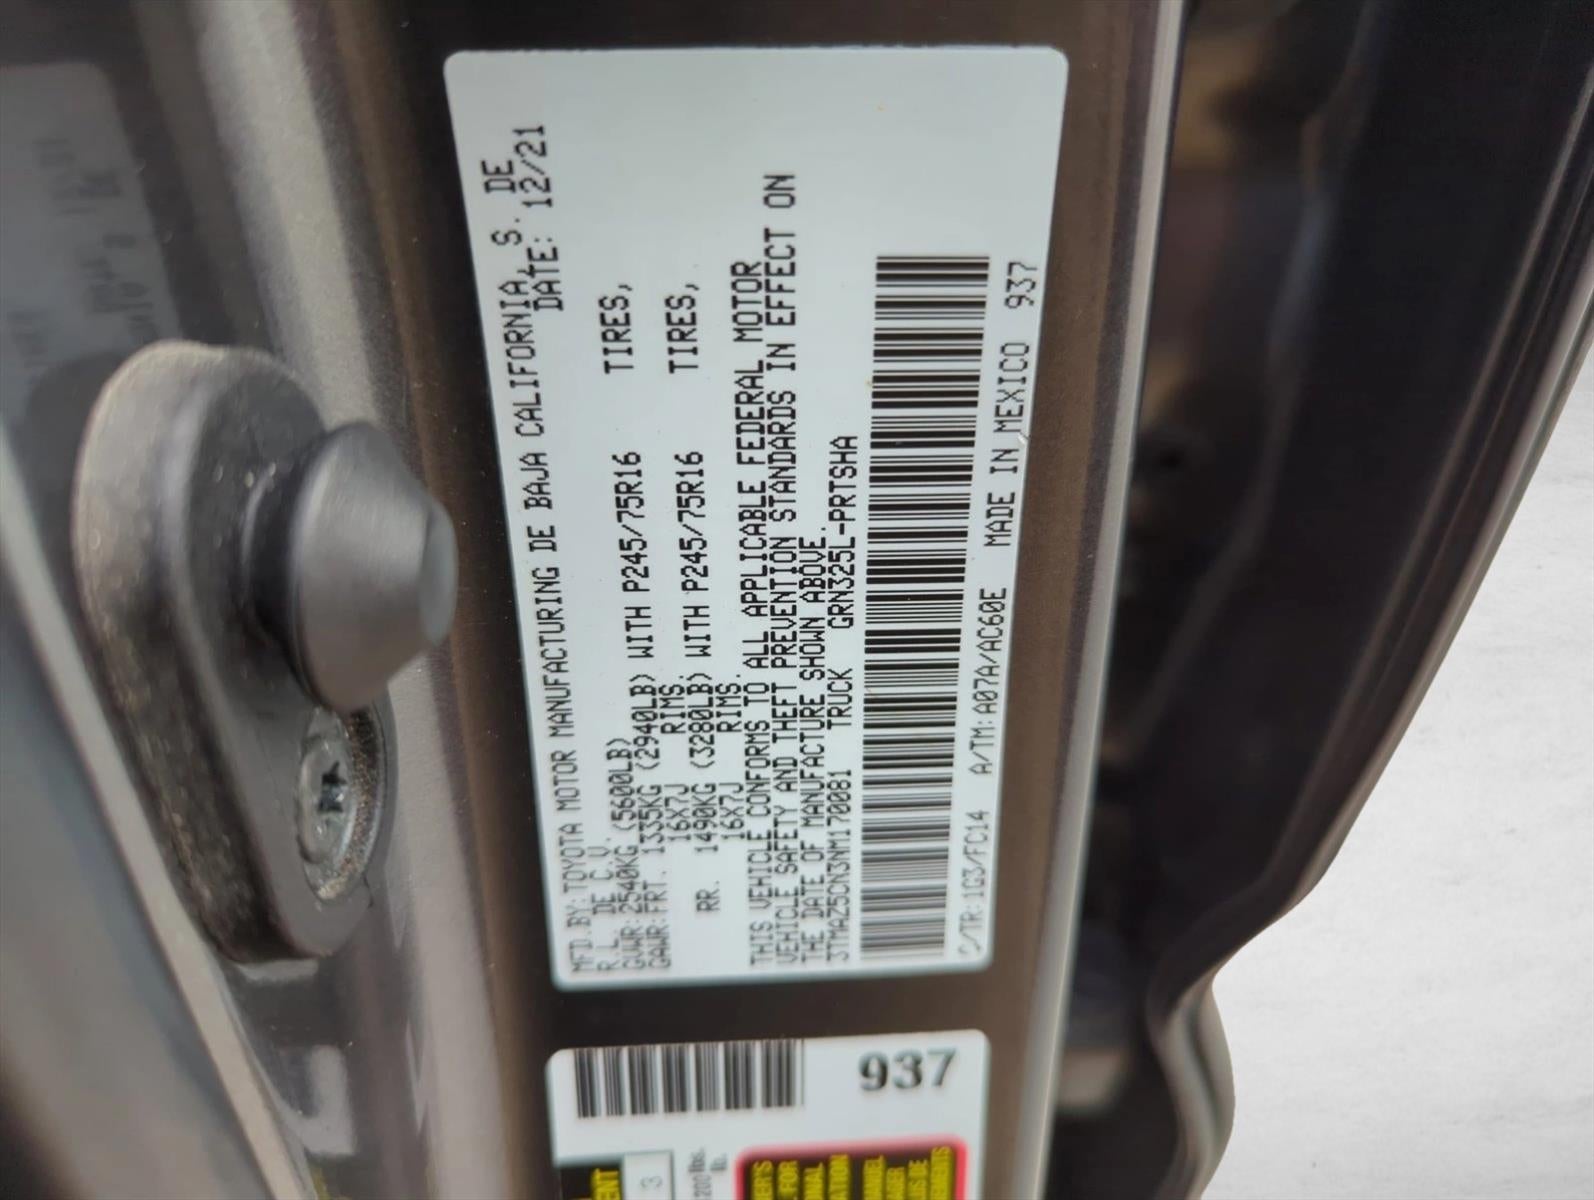 MFD.BY: TOYOTA MOTOR MANUFACTURING DE BAJA CALIFORNIA, S. DE
R.L. DE C.V. DATE: 12/21
GVWR: 2540KG (5600LB)
GAWR: FRT. 1335KG (2940LB) WITH P245/75R16 TIRES,
16X7J RIMS.
RR. 1490KG (3280LB) WITH P245/75R16 TIRES,
16X7J RIMS.
THIS VEHICLE CONFORMS TO ALL APPLICABLE FEDERAL MOTOR
VEHICLE SAFETY AND THEFT PREVENTION STANDARDS IN EFFECT ON
THE DATE OF MANUFACTURE SHOWN ABOVE.
3TMAZ5CN3NM170081 TRUCK GRN325L-PRTSHA
C/TR: 1G3/FC14 A/TM: A07A/AC60E MADE IN MEXICO 937
937
3